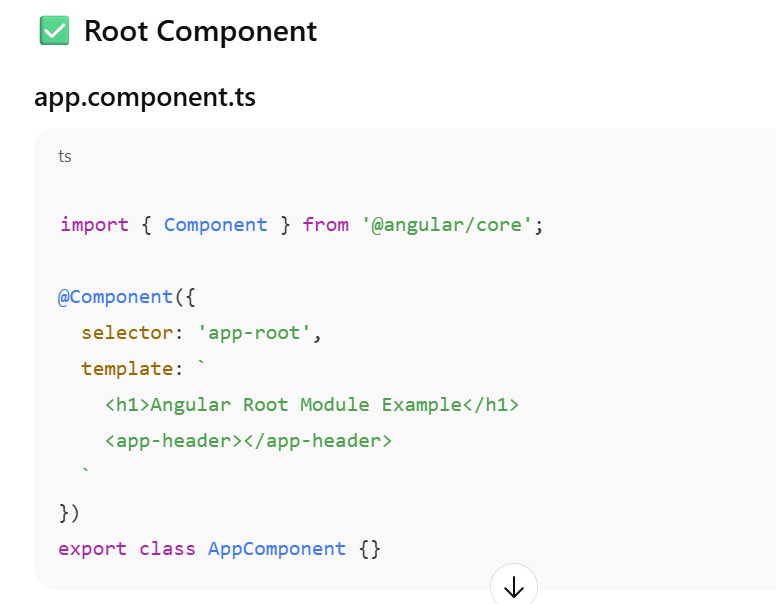 ✅ Root Component
app.component.ts
ts
import { Component } from '@angular/core';
@Component({
  selector: 'app-root',
  template: `
    <h1>Angular Root Module Example</h1>
    <app-header></app-header>
  `
})
export class AppComponent {}